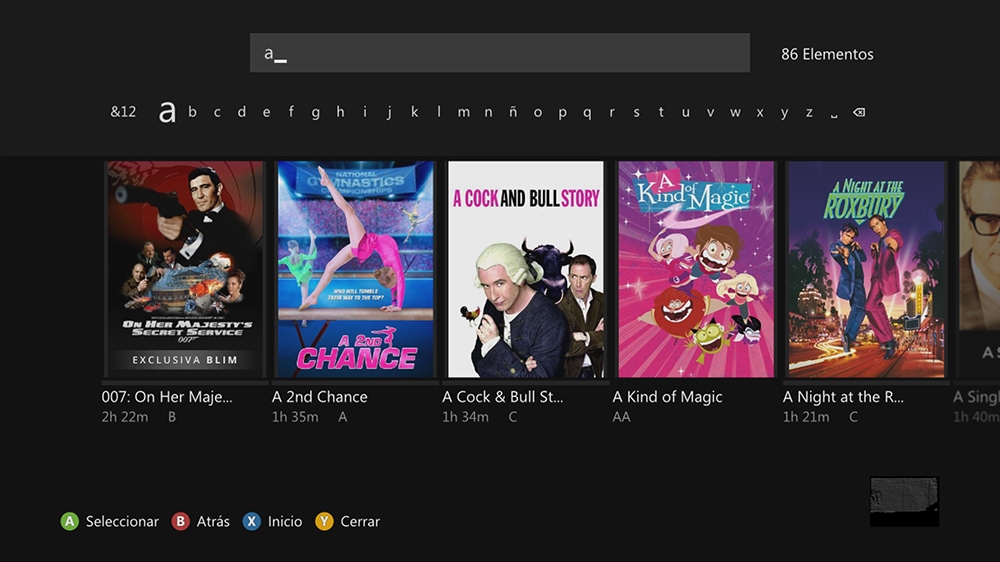 a_
86 Elementos
&12 a b c d e f g h i j k l m n ñ o p q r s t u v w x y z ␣ ⌫
ON HER MAJESTY'S
SECRET SERVICE
007
EXCLUSIVA BLIM
NATIONAL
GYMNASTICS
CHAMPIONSHIPS
WHO WILL TUMBLE
THEIR WAY TO THE TOP?
A 2ND
CHANCE
A COCK AND BULL STORY
A
Kind of
Magic
A NIGHT AT THE
ROXBURY
A S
007: On Her Maje...
2h 22m B
A 2nd Chance
1h 35m A
A Cock & Bull St...
1h 34m C
A Kind of Magic
AA
A Night at the R...
1h 21m C
A Singl
1h 40m
A Seleccionar B Atrás X Inicio Y Cerrar